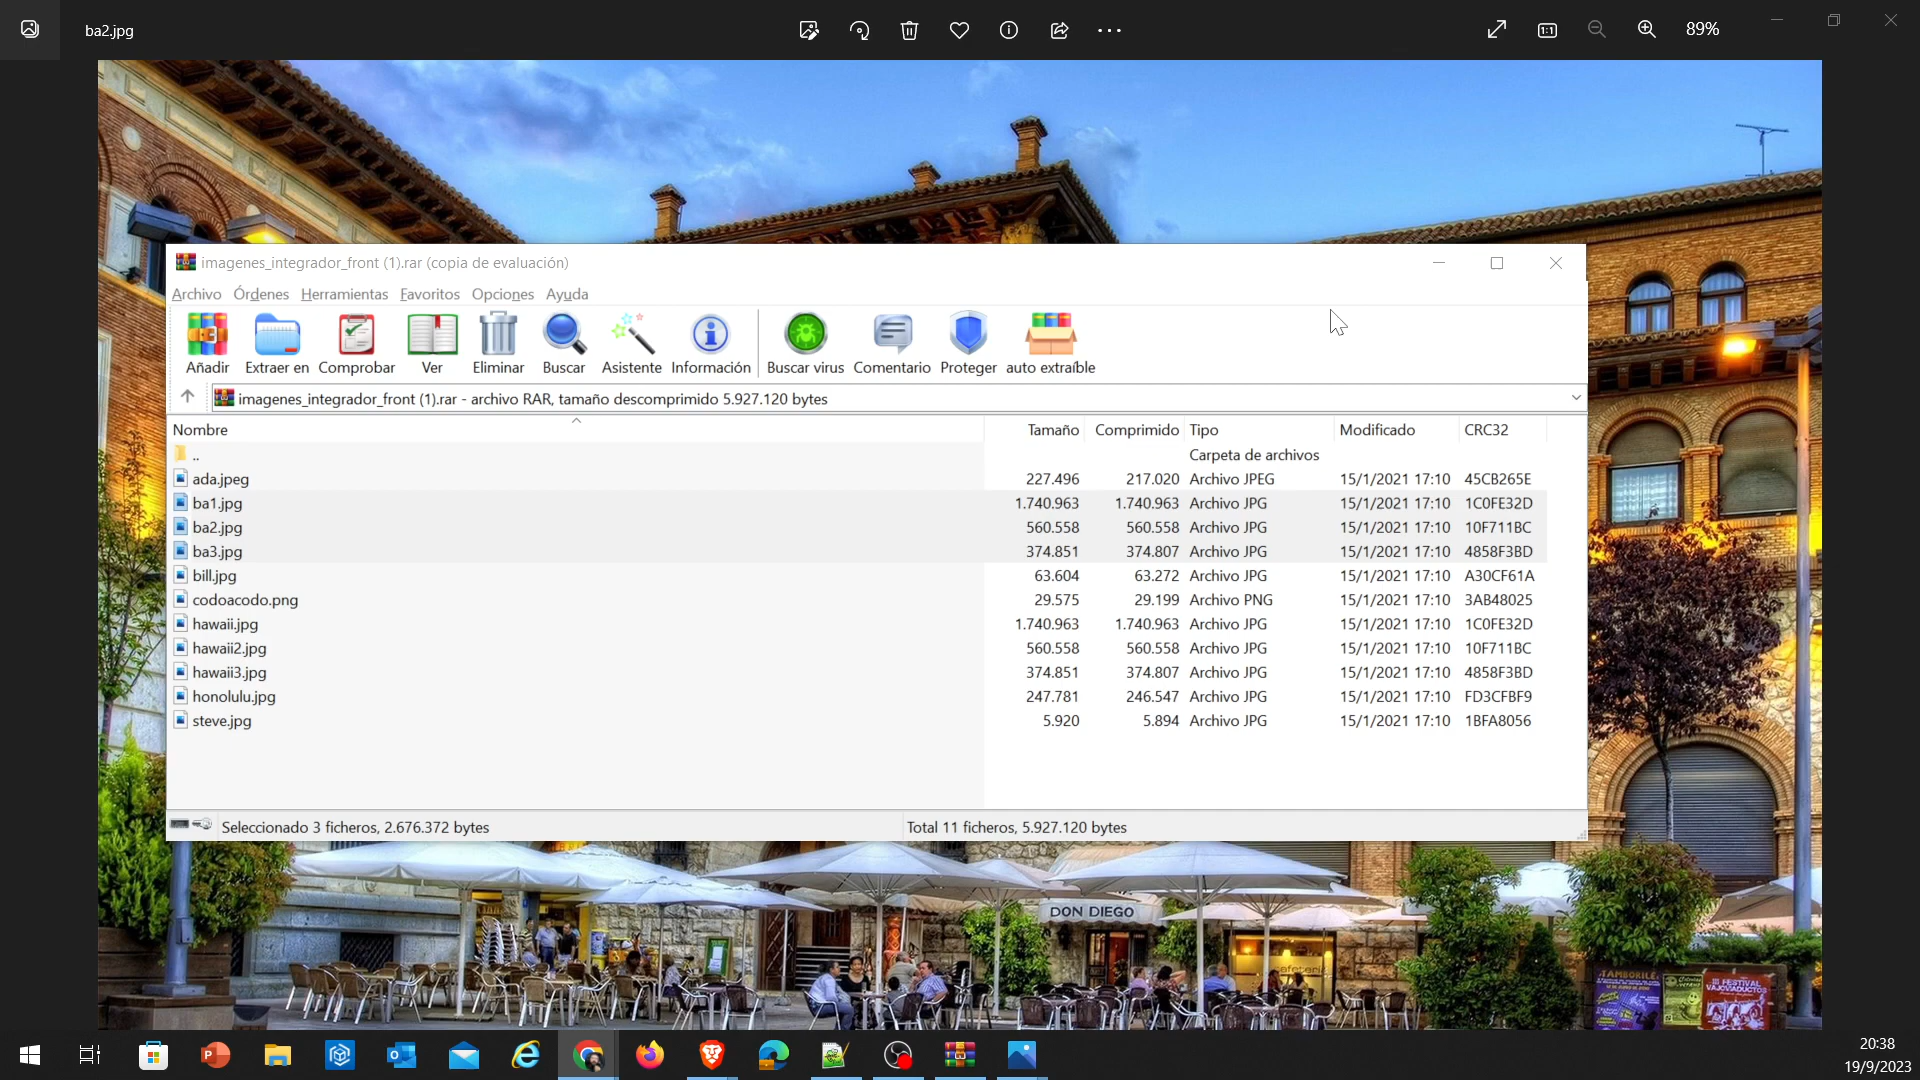 ba2.jpg
89%
imagenes_integrador_front (1).rar (copia de evaluación)
Archivo Órdenes Herramientas Favoritos Opciones Ayuda
Añadir Extraer en Comprobar Ver Eliminar Buscar Asistente Información Buscar virus Comentario Proteger auto extraíble
imagenes_integrador_front (1).rar - archivo RAR, tamaño descomprimido 5.927.120 bytes
Nombre Tamaño Comprimido Tipo Modificado CRC32
.. Carpeta de archivos
ada.jpeg 227.496 217.020 Archivo JPEG 15/1/2021 17:10 45CB265E
ba1.jpg 1.740.963 1.740.963 Archivo JPG 15/1/2021 17:10 1C0FE32D
ba2.jpg 560.558 560.558 Archivo JPG 15/1/2021 17:10 10F711BC
ba3.jpg 374.851 374.807 Archivo JPG 15/1/2021 17:10 4858F3BD
bill.jpg 63.604 63.272 Archivo JPG 15/1/2021 17:10 A30CF61A
codoacodo.png 29.575 29.199 Archivo PNG 15/1/2021 17:10 3AB48025
hawaii.jpg 1.740.963 1.740.963 Archivo JPG 15/1/2021 17:10 1C0FE32D
hawaii2.jpg 560.558 560.558 Archivo JPG 15/1/2021 17:10 10F711BC
hawaii3.jpg 374.851 374.807 Archivo JPG 15/1/2021 17:10 4858F3BD
honolulu.jpg 247.781 246.547 Archivo JPG 15/1/2021 17:10 FD3CFBF9
steve.jpg 5.920 5.894 Archivo JPG 15/1/2021 17:10 1BFA8056
Seleccionado 3 ficheros, 2.676.372 bytes Total 11 ficheros, 5.927.120 bytes
DON DIEGO
cafetería
TAMBORILE
III FESTIVAL
20:38
19/9/2023